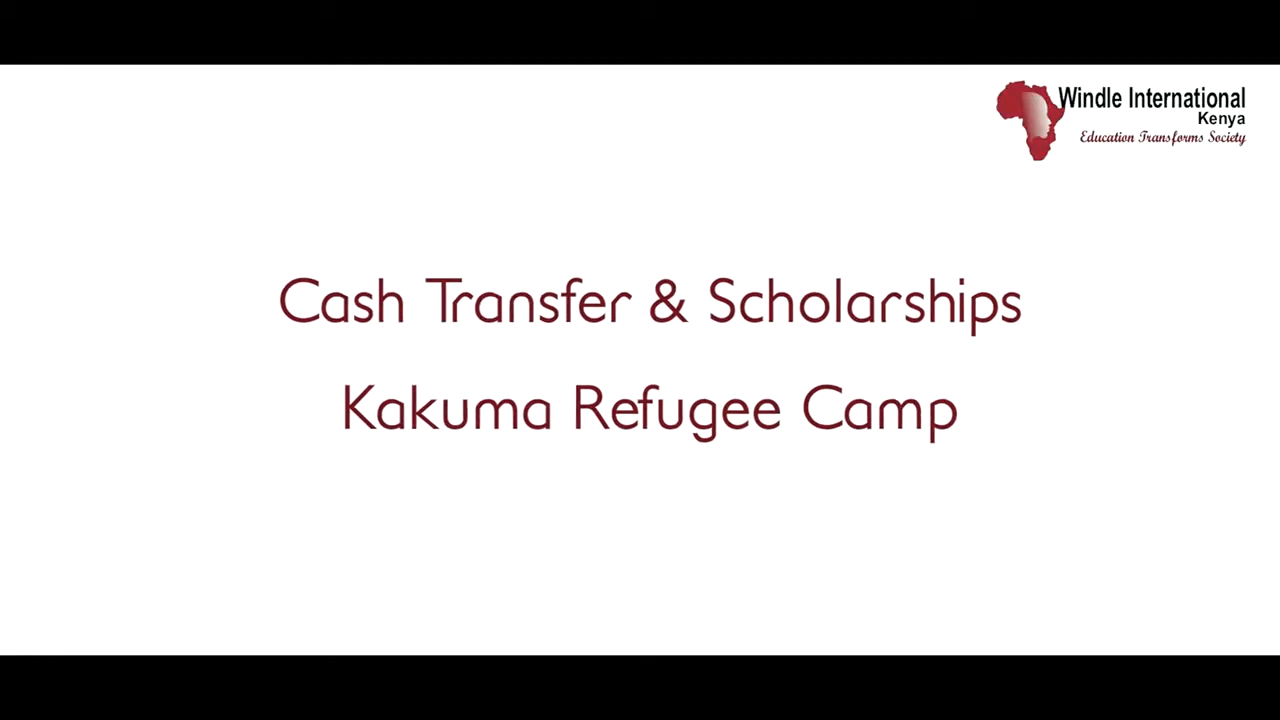 Windle International
Kenya
Education Transforms Society
Cash Transfer & Scholarships
Kakuma Refugee Camp